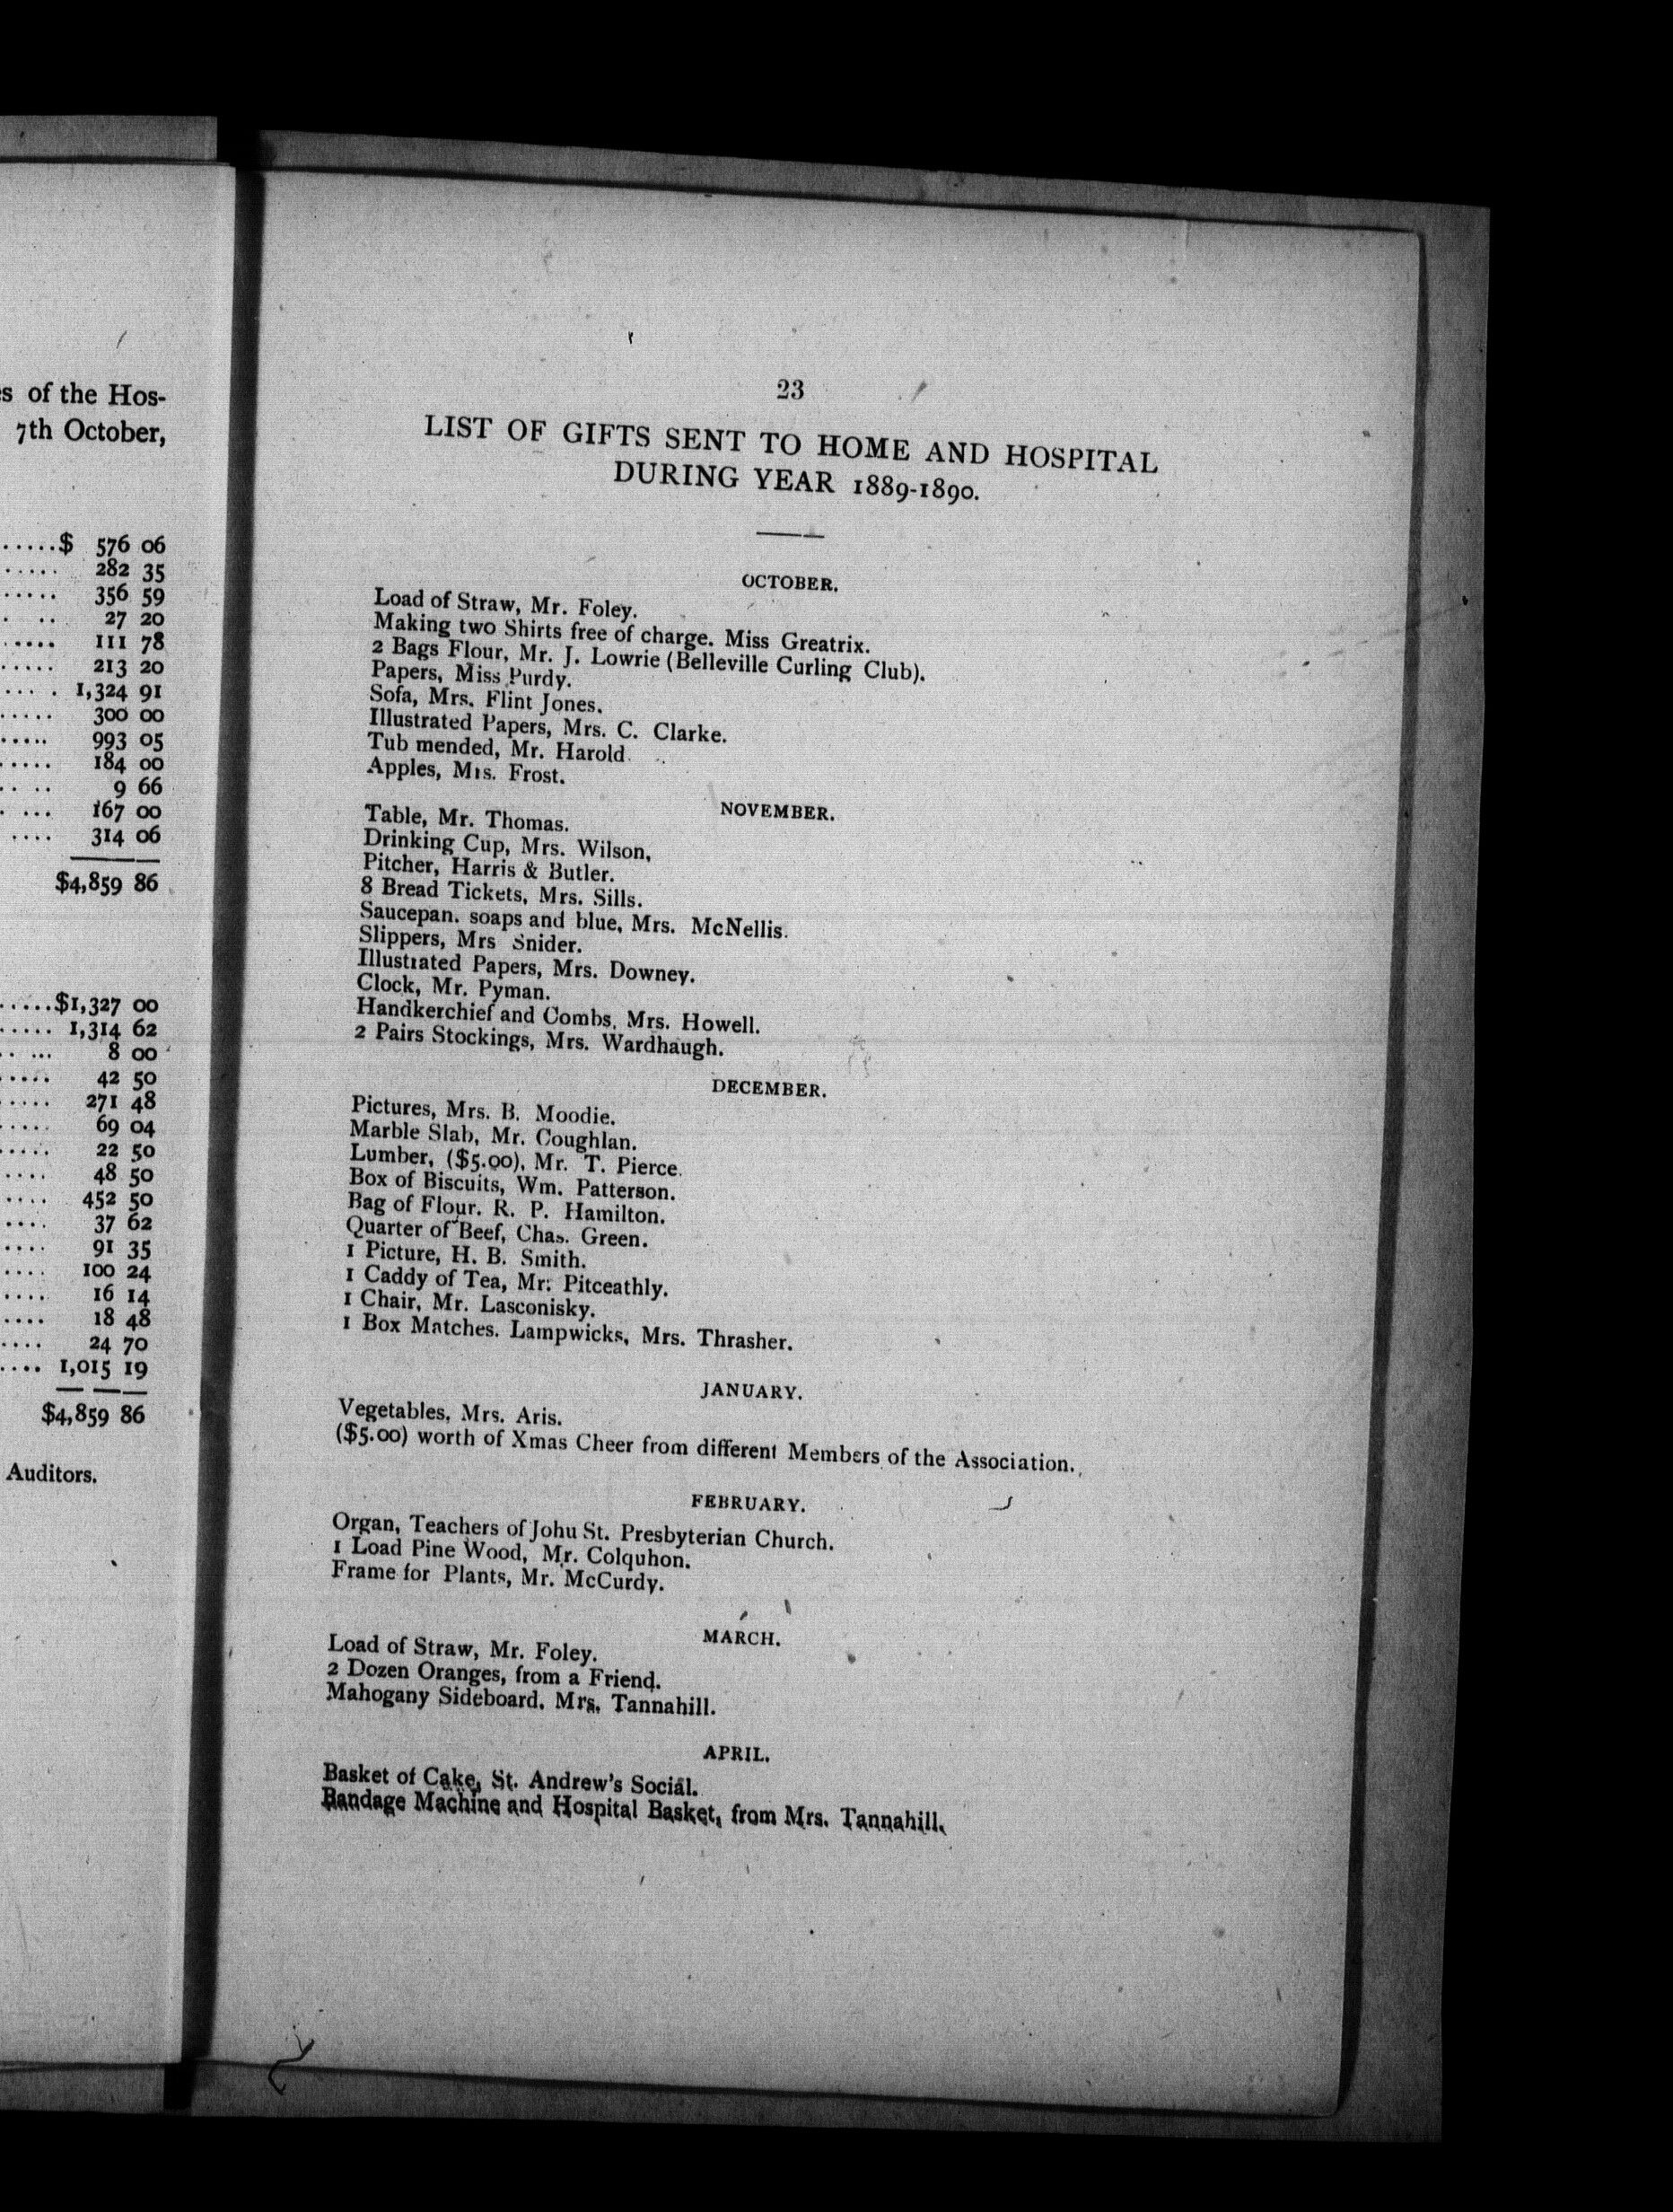 s of the Hos-
7th October,
.....$ 576 06
..... 282 35
..... 356 59
. .. 27 20
..... 111 78
..... 213 20
.... . 1,324 91
..... 300 00
..... 993 05
..... 184 00
.. .. 9 66
. ... 167 00
.... 314 06
$4,859 86
.....$1,327 00
..... 1,314 62
.. ... 8 00
..... 42 50
..... 271 48
..... 69 04
..... 22 50
.... 48 50
.... 452 50
.... 37 62
.... 91 35
.... 100 24
.... 16 14
.... 18 48
.... 24 70
.... 1,015 19
$4,859 86
Auditors.
23
LIST OF GIFTS SENT TO HOME AND HOSPITAL
DURING YEAR 1889-1890.
OCTOBER.
Load of Straw, Mr. Foley.
Making two Shirts free of charge. Miss Greatrix.
2 Bags Flour, Mr. J. Lowrie (Belleville Curling Club).
Papers, Miss Purdy.
Sofa, Mrs. Flint Jones.
Illustrated Papers, Mrs. C. Clarke.
Tub mended, Mr. Harold.
Apples, Mrs. Frost.
NOVEMBER.
Table, Mr. Thomas.
Drinking Cup, Mrs. Wilson,
Pitcher, Harris & Butler.
8 Bread Tickets, Mrs. Sills.
Saucepan. soaps and blue, Mrs. McNellis.
Slippers, Mrs Snider.
Illustrated Papers, Mrs. Downey.
Clock, Mr. Pyman.
Handkerchief and Combs, Mrs. Howell.
2 Pairs Stockings, Mrs. Wardhaugh.
DECEMBER.
Pictures, Mrs. B. Moodie.
Marble Slab, Mr. Coughlan.
Lumber, ($5.00), Mr. T. Pierce.
Box of Biscuits, Wm. Patterson.
Bag of Flour. R. P. Hamilton.
Quarter of Beef, Chas. Green.
1 Picture, H. B. Smith.
1 Caddy of Tea, Mr. Pitceathly.
1 Chair, Mr. Lasconisky.
1 Box Matches. Lampwicks, Mrs. Thrasher.
JANUARY.
Vegetables, Mrs. Aris.
($5.00) worth of Xmas Cheer from different Members of the Association.
FEBRUARY.
Organ, Teachers of Johu St. Presbyterian Church.
1 Load Pine Wood, Mr. Colquhon.
Frame for Plants, Mr. McCurdy.
MARCH.
Load of Straw, Mr. Foley.
2 Dozen Oranges, from a Friend.
Mahogany Sideboard, Mrs. Tannahill.
APRIL.
Basket of Cake, St. Andrew's Social.
Bandage Machine and Hospital Basket, from Mrs. Tannahill.